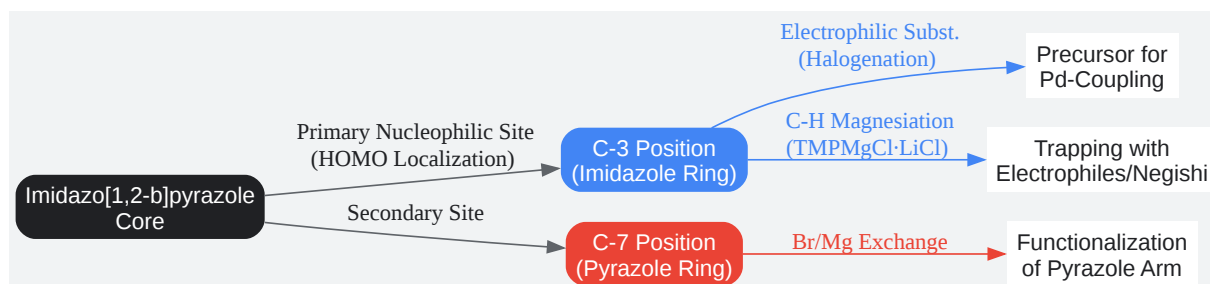 Imidazo[1,2-b]pyrazole
Core
Primary Nucleophilic Site
(HOMO Localization)
Secondary Site
C-3 Position
(Imidazole Ring)
C-7 Position
(Pyrazole Ring)
Electrophilic Subst.
(Halogenation)
C-H Magnesiation
(TMPMgCl·LiCl)
Br/Mg Exchange
Precursor for
Pd-Coupling
Trapping with
Electrophiles/Negishi
Functionalization
of Pyrazole Arm